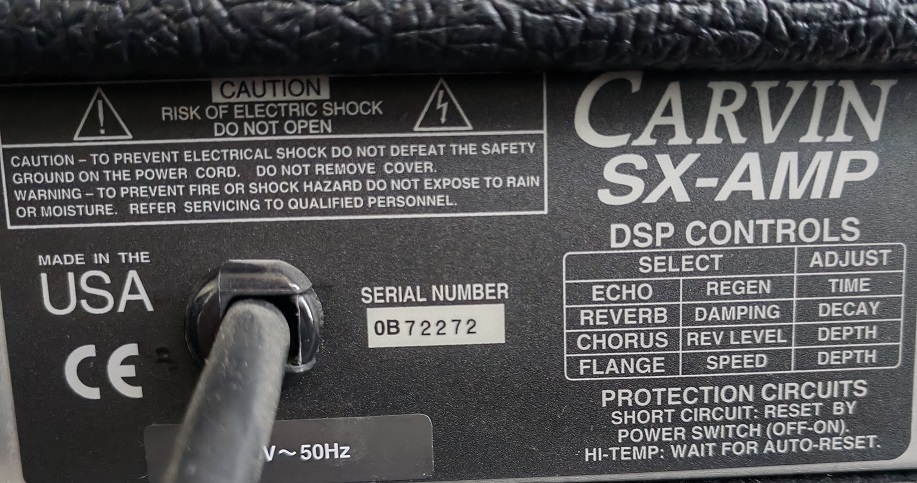 CAUTION
RISK OF ELECTRIC SHOCK
DO NOT OPEN
CAUTION – TO PREVENT ELECTRICAL SHOCK DO NOT DEFEAT THE SAFETY
GROUND ON THE POWER CORD. DO NOT REMOVE COVER.
WARNING – TO PREVENT FIRE OR SHOCK HAZARD DO NOT EXPOSE TO RAIN
OR MOISTURE. REFER SERVICING TO QUALIFIED PERSONNEL.
MADE IN THE
USA
CE
SERIAL NUMBER
0B72272
V~ 50Hz
CARVIN
SX-AMP
DSP CONTROLS
SELECT ADJUST
ECHO REGEN TIME
REVERB DAMPING DECAY
CHORUS REV LEVEL DEPTH
FLANGE SPEED DEPTH
PROTECTION CIRCUITS
SHORT CIRCUIT: RESET BY
POWER SWITCH (OFF-ON).
HI-TEMP: WAIT FOR AUTO-RESET.